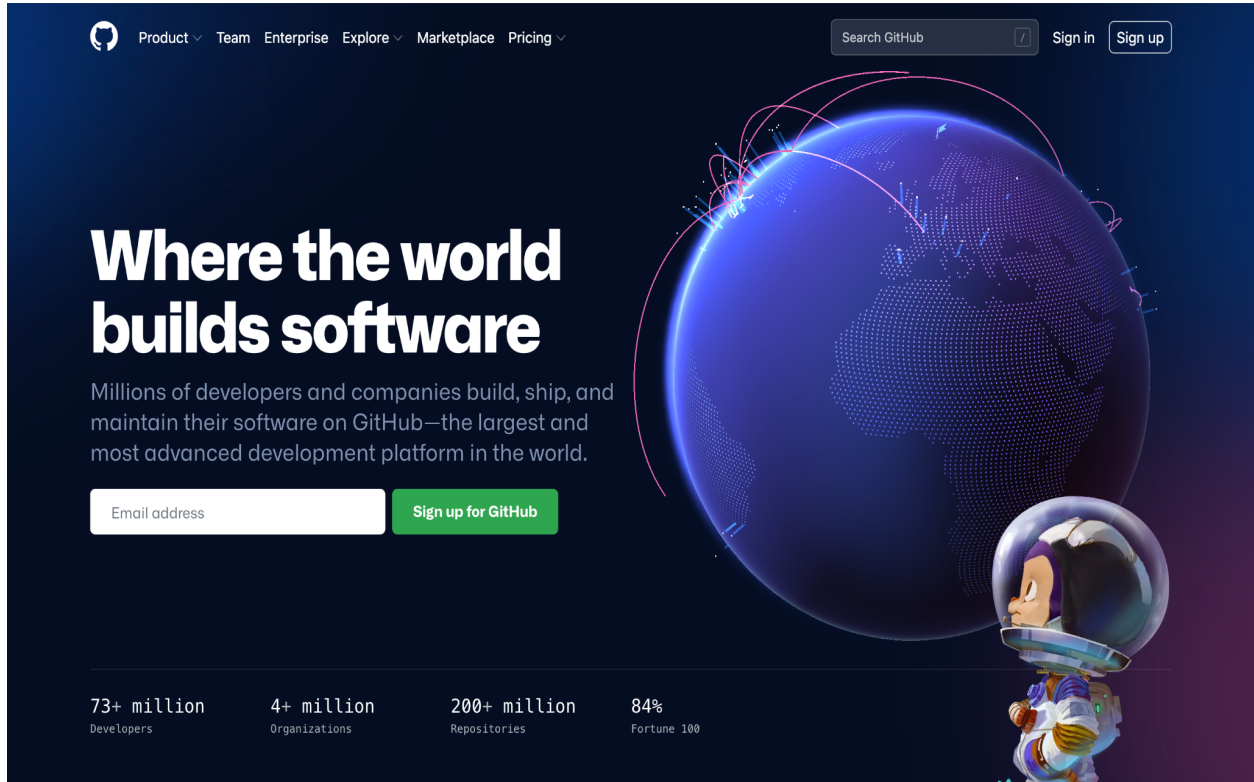 Product Team Enterprise Explore Marketplace Pricing Search GitHub / Sign in Sign up
Where the world
builds software
Millions of developers and companies build, ship, and
maintain their software on GitHub—the largest and
most advanced development platform in the world.
Email address Sign up for GitHub
73+ million 4+ million 200+ million 84%
Developers Organizations Repositories Fortune 100